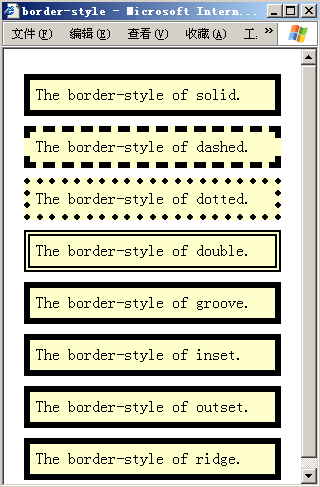 border-style - Microsoft Intern...
文件(F) 编辑(E) 查看(V) 收藏(A) 工. »
The border-style of solid.
The border-style of dashed.
The border-style of dotted.
The border-style of double.
The border-style of groove.
The border-style of inset.
The border-style of outset.
The border-style of ridge.